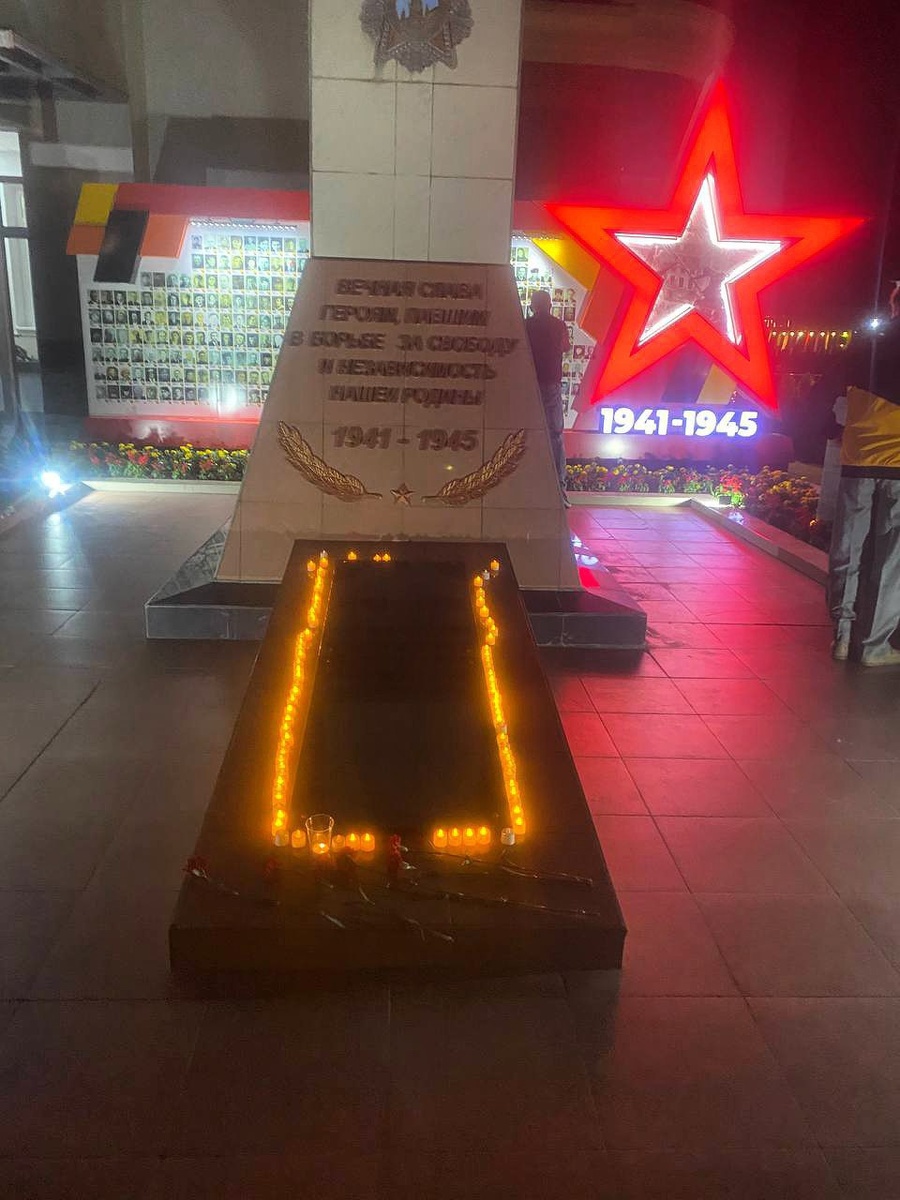 ВЕЧНАЯ СЛАВА
ГЕРОЯМ, ПАВШИМ
В БОРЬБЕ ЗА СВОБОДУ
И НЕЗАВИСИМОСТЬ
НАШЕЙ РОДИНЫ
1941 - 1945
1941-1945